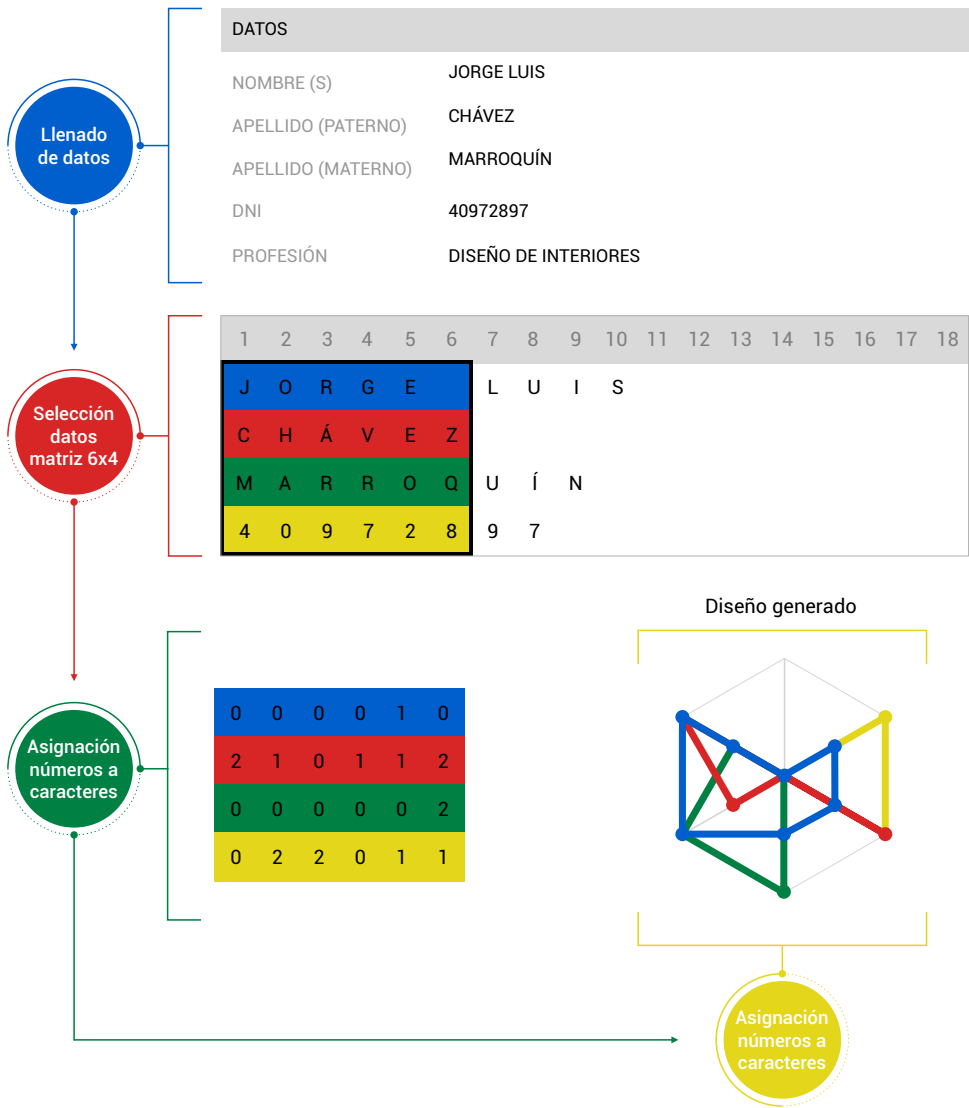 DATOS
NOMBRE (S) JORGE LUIS
APELLIDO (PATERNO) CHÁVEZ
APELLIDO (MATERNO) MARROQUÍN
DNI 40972897
PROFESIÓN DISEÑO DE INTERIORES
Llenado
de datos
1 2 3 4 5 6 7 8 9 10 11 12 13 14 15 16 17 18
J O R G E L U I S
C H Á V E Z
M A R R O Q U Í N
4 0 9 7 2 8 9 7
Selección
datos
matriz 6x4
Diseño generado
Asignación
números a
caracteres
0 0 0 0 1 0
2 1 0 1 1 2
0 0 0 0 0 2
0 2 2 0 1 1
Asignación
números a
caracteres